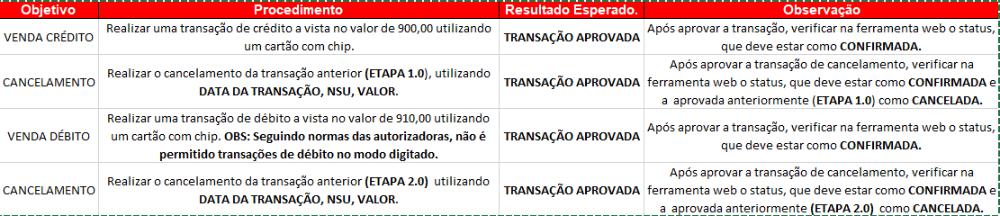 Objetivo Procedimento Resultado Esperado. Observação
VENDA CRÉDITO
Realizar uma transação de crédito a vista no valor de 900,00 utilizando
um cartão com chip.
TRANSAÇÃO APROVADA
Após aprovar a transação, verificar na ferramenta web o status,
que deve estar como CONFIRMADA.
CANCELAMENTO
Realizar o cancelamento da transação anterior (ETAPA 1.0), utilizando
DATA DA TRANSAÇÃO, NSU, VALOR.
TRANSAÇÃO APROVADA
Após aprovar a transação de cancelamento, verificar na
ferramenta web o status, que deve estar como CONFIRMADA e
a aprovada anteriormente (ETAPA 1.0) como CANCELADA.
VENDA DÉBITO
Realizar uma transação de débito a vista no valor de 910,00 utilizando
um cartão com chip. OBS: Seguindo normas das autorizadoras, não é
permitido transações de débito no modo digitado.
TRANSAÇÃO APROVADA
Após aprovar a transação, verificar na ferramenta web o status,
que deve estar como CONFIRMADA.
CANCELAMENTO
Realizar o cancelamento da transação anterior (ETAPA 2.0) utilizando
DATA DA TRANSAÇÃO, NSU, VALOR.
TRANSAÇÃO APROVADA
Após aprovar a transação de cancelamento, verificar na
ferramenta web o status, que deve estar como CONFIRMADA e
a aprovada anteriormente (ETAPA 2.0) como CANCELADA.